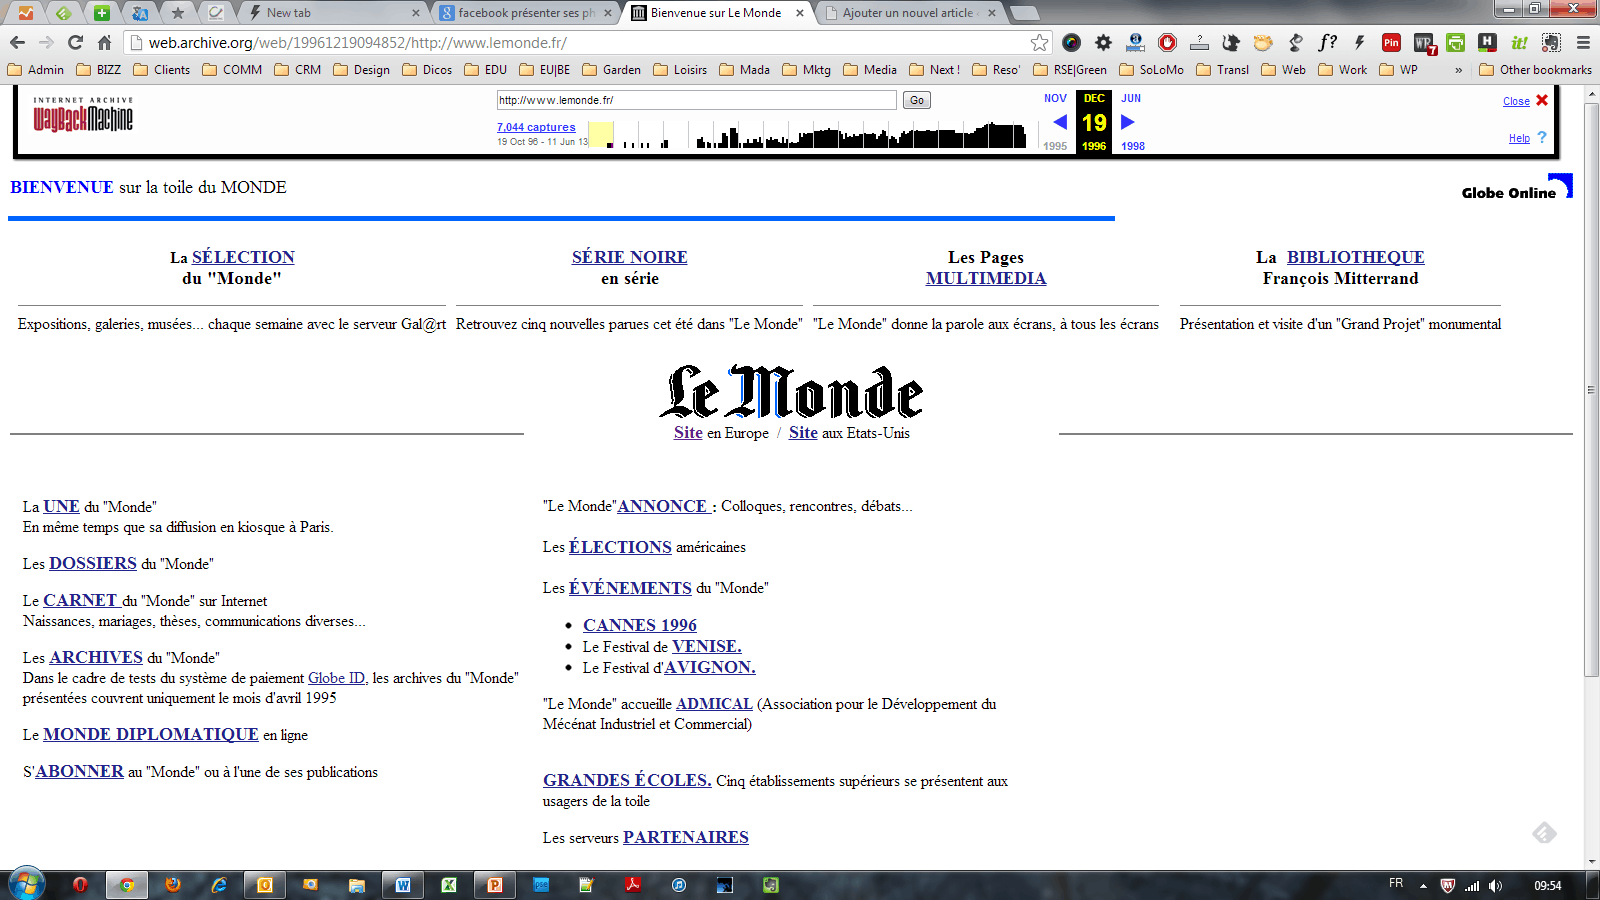 New tab
facebook présenter ses ph
Bienvenue sur Le Monde
Ajouter un nouvel article
web.archive.org/web/19961219094852/http://www.lemonde.fr/
Admin BIZZ Clients COMM CRM Design Dicos EDU EU|BE Garden Loisirs Mada Mktg Media Next ! Reso' RSE|Green SoLoMo Transl Web Work WP » Other bookmarks
INTERNET ARCHIVE
WayBackMachine
http://www.lemonde.fr/
Go
NOV DEC JUN
Close
7,044 captures
19
19 Oct 96 - 11 Jun 13
1995 1996 1998
Help ?
BIENVENUE sur la toile du MONDE
Globe Online
La SÉLECTION
du "Monde"
Expositions, galeries, musées... chaque semaine avec le serveur Gal@rt
SÉRIE NOIRE
en série
Retrouvez cinq nouvelles parues cet été dans "Le Monde"
Les Pages
MULTIMEDIA
"Le Monde" donne la parole aux écrans, à tous les écrans
La BIBLIOTHEQUE
François Mitterrand
Présentation et visite d'un "Grand Projet" monumental
Le Monde
Site en Europe / Site aux Etats-Unis
La UNE du "Monde"
En même temps que sa diffusion en kiosque à Paris.
Les DOSSIERS du "Monde"
Le CARNET du "Monde" sur Internet
Naissances, mariages, thèses, communications diverses...
Les ARCHIVES du "Monde"
Dans le cadre de tests du système de paiement Globe ID, les archives du "Monde"
présentées couvrent uniquement le mois d'avril 1995
Le MONDE DIPLOMATIQUE en ligne
S'ABONNER au "Monde" ou à l'une de ses publications
"Le Monde"ANNONCE : Colloques, rencontres, débats...
Les ÉLECTIONS américaines
Les ÉVÉNEMENTS du "Monde"
CANNES 1996
Le Festival de VENISE.
Le Festival d'AVIGNON.
"Le Monde" accueille ADMICAL (Association pour le Développement du
Mécénat Industriel et Commercial)
GRANDES ÉCOLES. Cinq établissements supérieurs se présentent aux
usagers de la toile
Les serveurs PARTENAIRES
FR
09:54